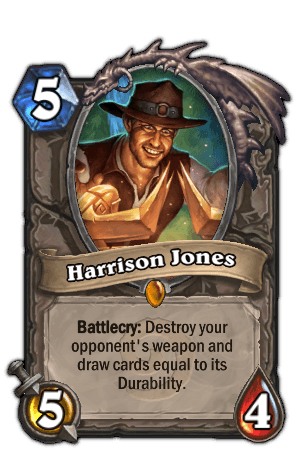 5
Harrison Jones
Battlecry: Destroy your
opponent's weapon and
draw cards equal to its
Durability.
5
4